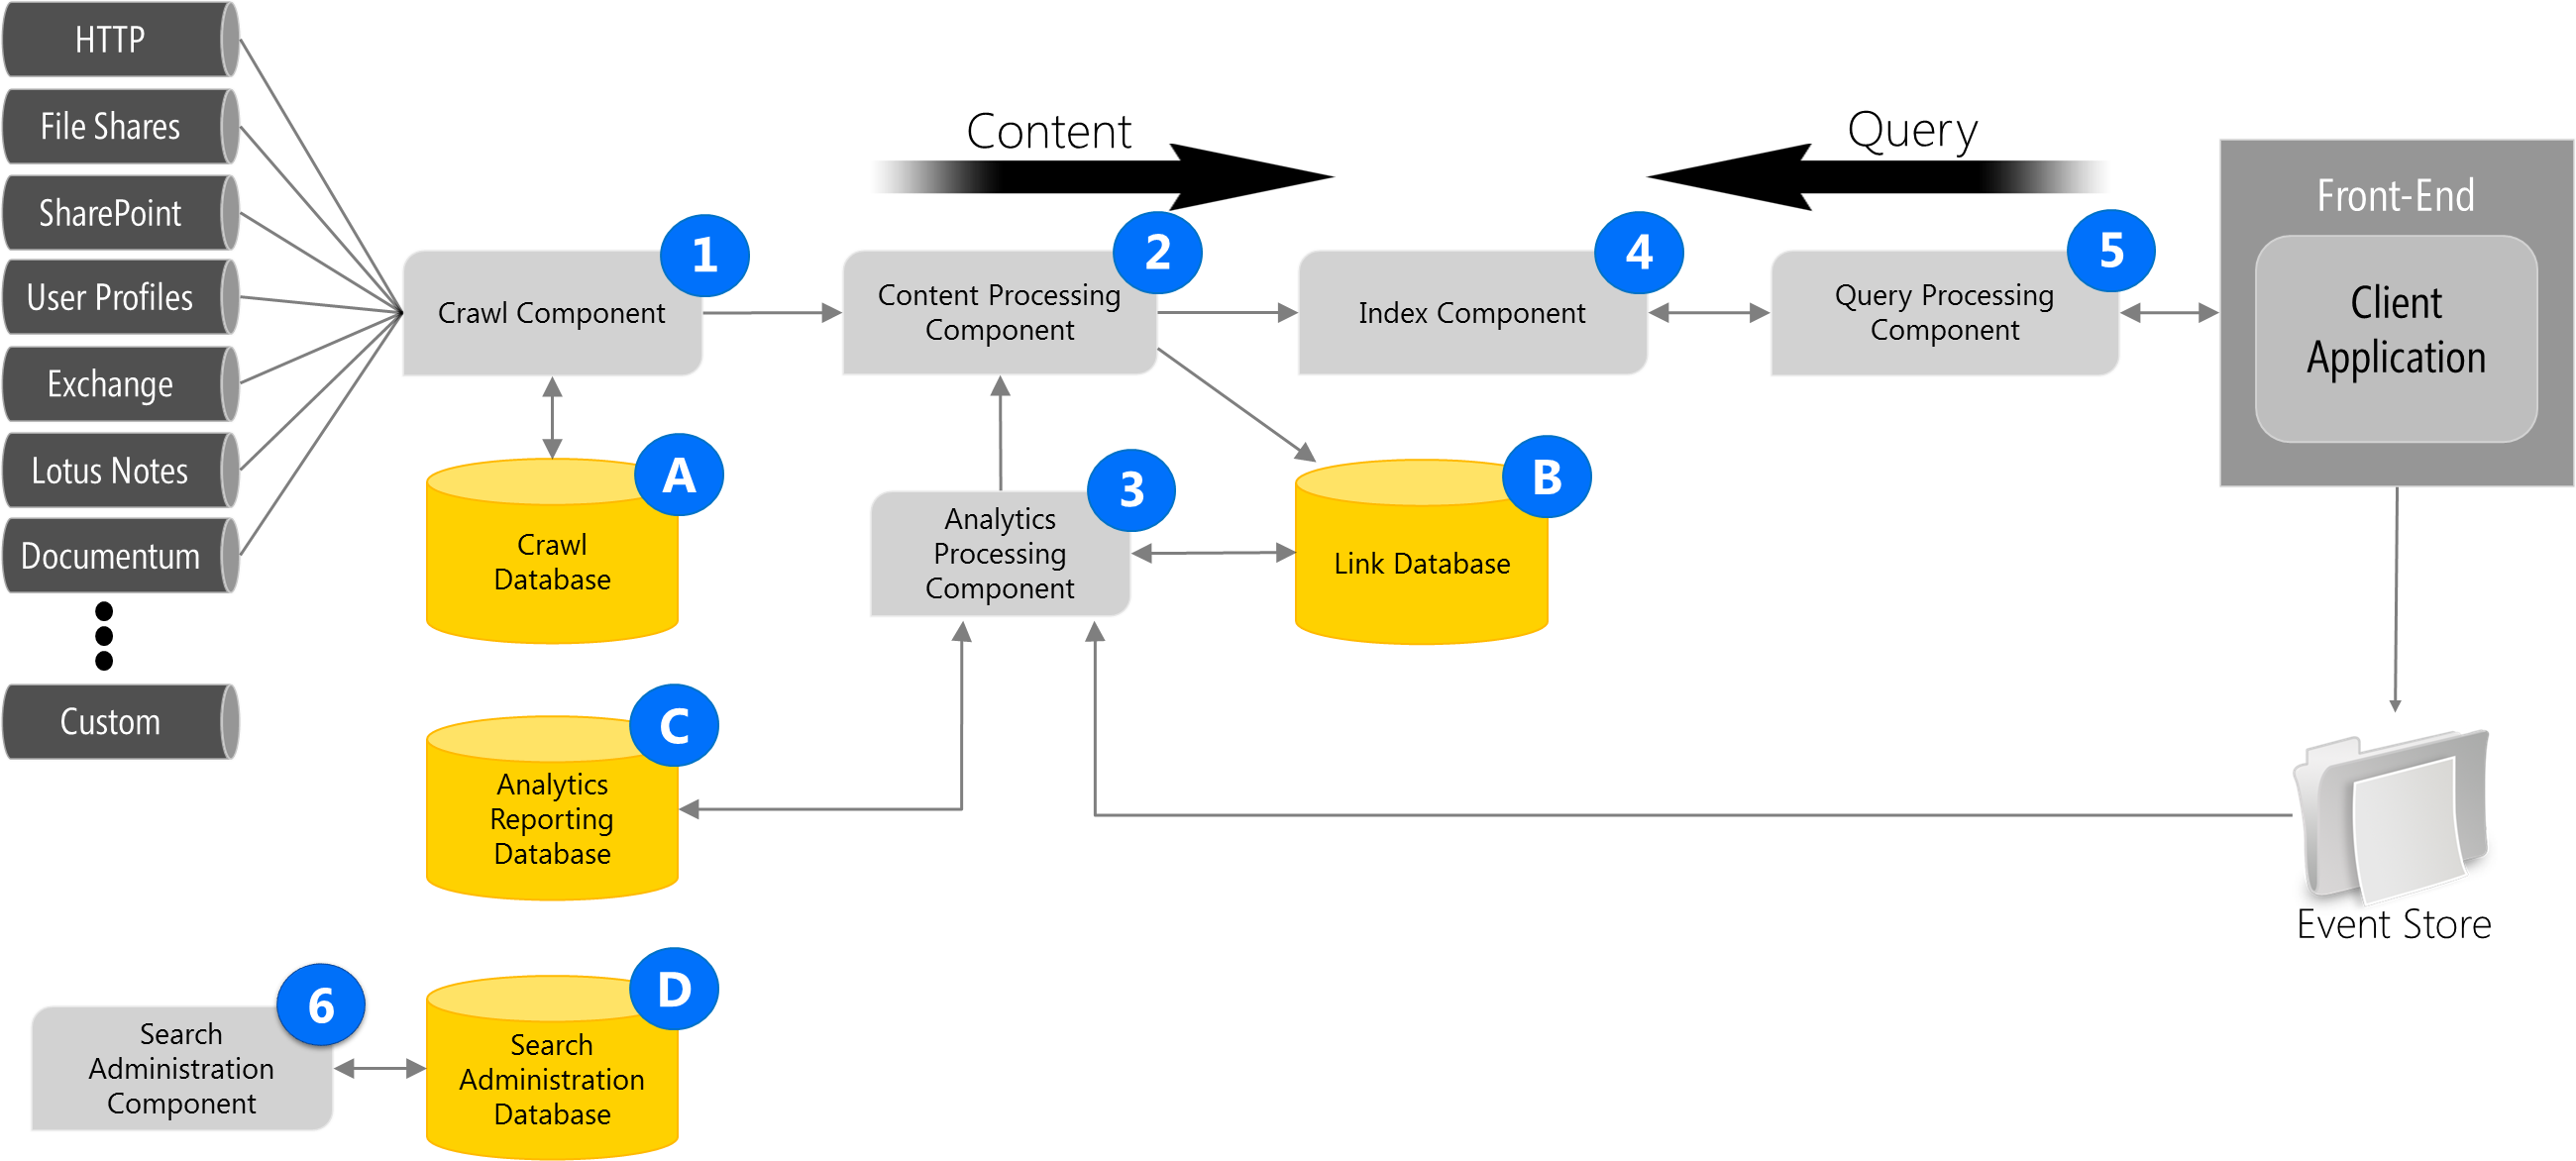 HTTP
File Shares
SharePoint
User Profiles
Exchange
Lotus Notes
Documentum
Custom
Content
Query
1
Crawl Component
2
Content Processing
Component
4
Index Component
5
Query Processing
Component
Front-End
Client
Application
A
Crawl
Database
3
Analytics
Processing
Component
B
Link Database
C
Analytics
Reporting
Database
Event Store
6
Search
Administration
Component
D
Search
Administration
Database